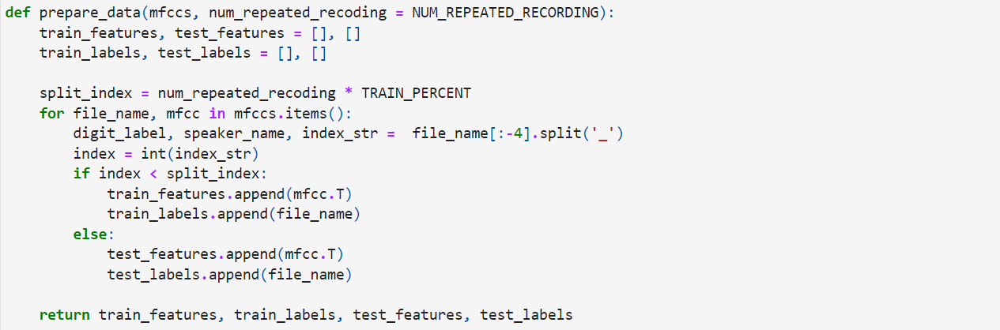 def prepare_data(mfccs, num_repeated_recoding = NUM_REPEATED_RECORDING):
    train_features, test_features = [], []
    train_labels, test_labels = [], []

    split_index = num_repeated_recoding * TRAIN_PERCENT
    for file_name, mfcc in mfccs.items():
        digit_label, speaker_name, index_str =  file_name[:-4].split('_')
        index = int(index_str)
        if index < split_index:
            train_features.append(mfcc.T)
            train_labels.append(file_name)
        else:
            test_features.append(mfcc.T)
            test_labels.append(file_name)

    return train_features, train_labels, test_features, test_labels